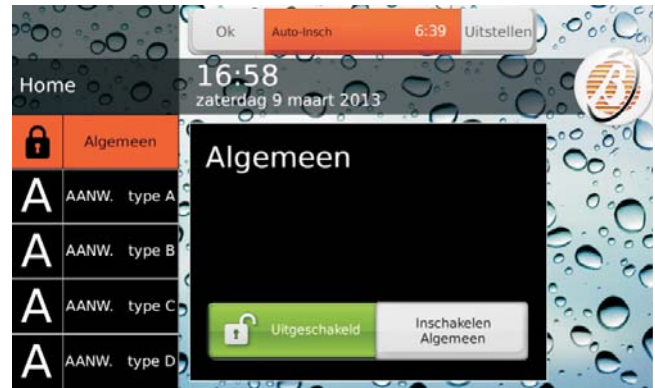 Ok Auto-Insch 6:39 Uitstellen
Home
16:58
zaterdag 9 maart 2013
Algemeen
A AANW. type A
A AANW. type B
A AANW. type C
A AANW. type D
Algemeen
Uitgeschakeld
Inschakelen
Algemeen